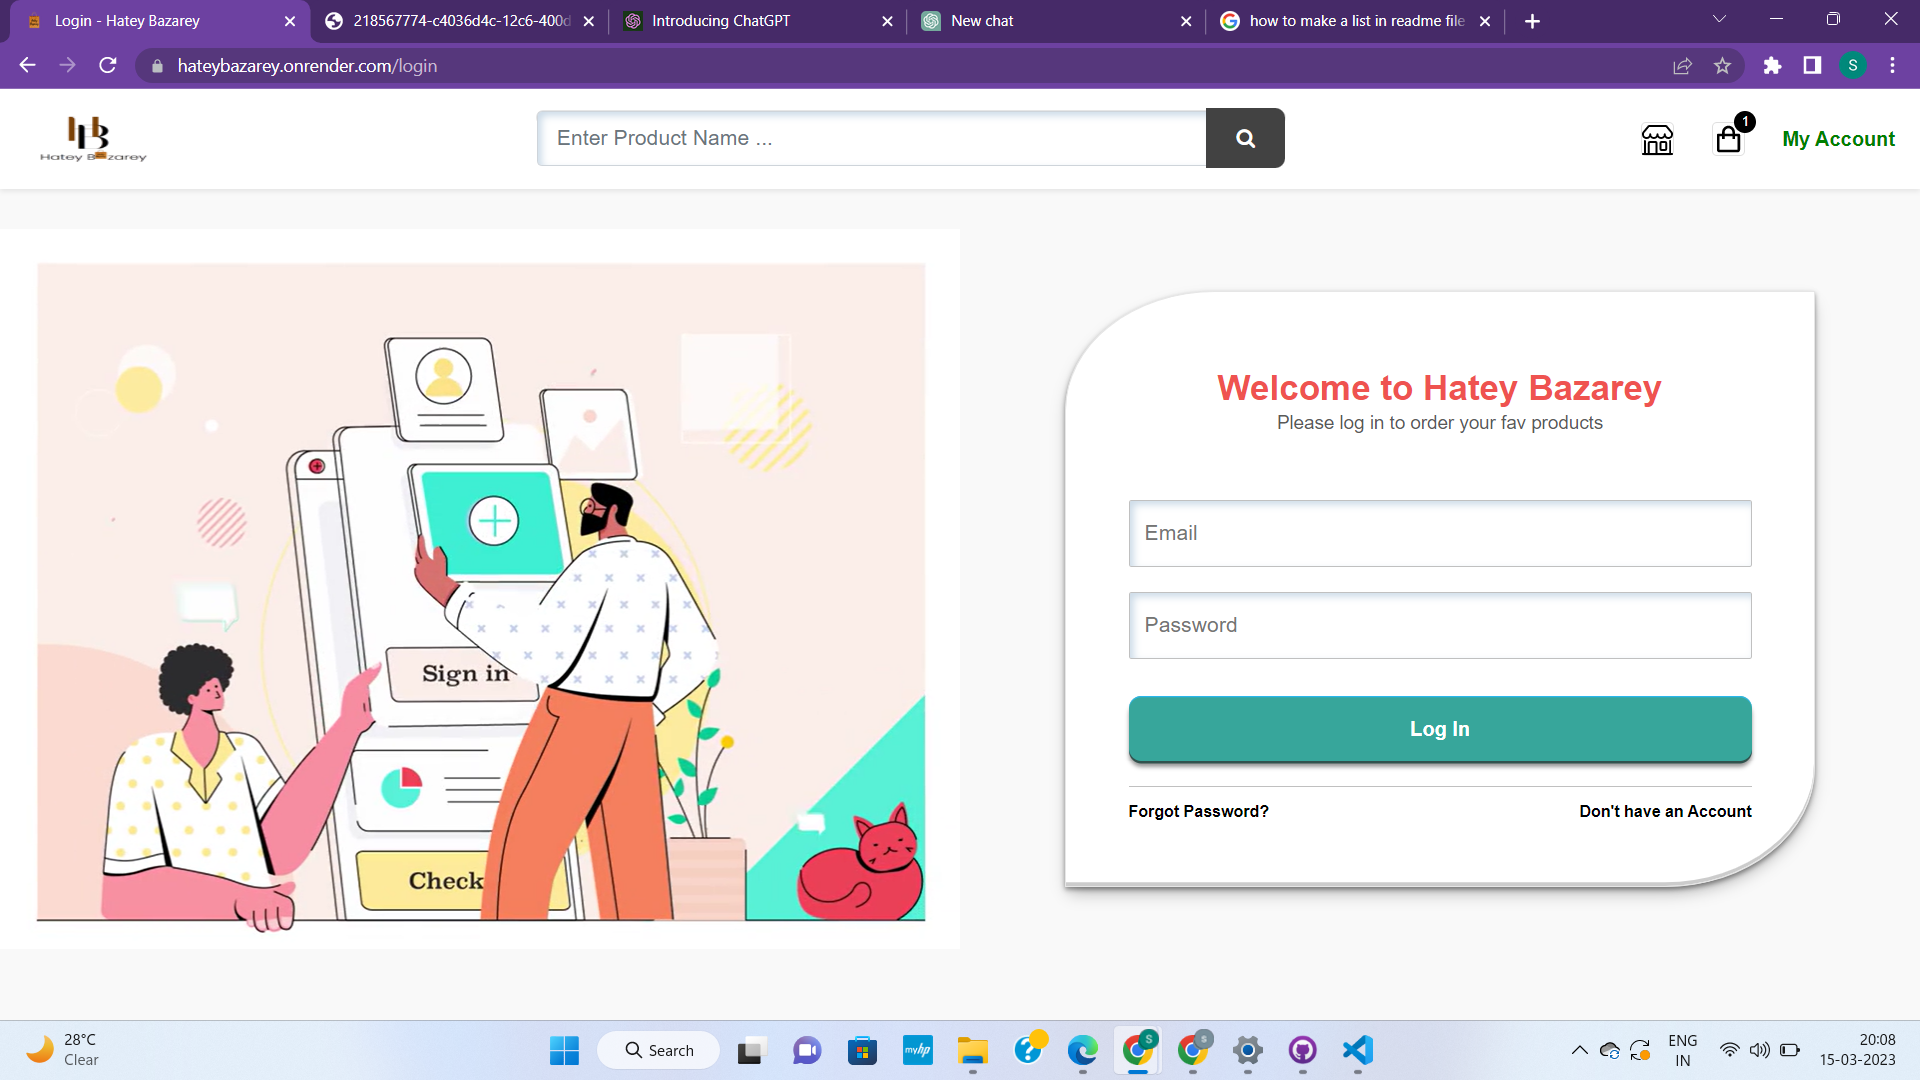 Login - Hatey Bazarey
218567774-c4036d4c-12c6-400d
Introducing ChatGPT
New chat
how to make a list in readme file
hateybazarey.onrender.com/login
S
Hatey Bazarey
Enter Product Name ...
1
My Account
Sign in
Check
Welcome to Hatey Bazarey
Please log in to order your fav products
Email
Password
Log In
Forgot Password?
Don't have an Account
28°C
Clear
Search
myhp
S
S
ENG
IN
20:08
15-03-2023